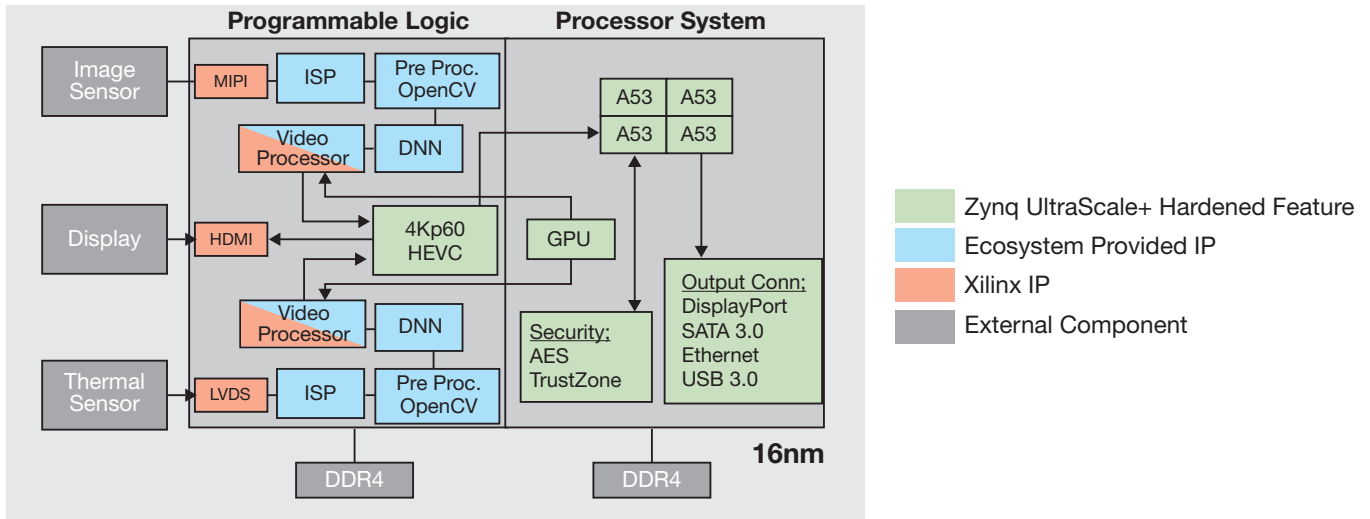 Programmable Logic
Processor System
Image
Sensor
MIPI
ISP
Pre Proc.
OpenCV
A53
A53
A53
A53
Video
Processor
DNN
Display
HDMI
4Kp60
HEVC
GPU
Video
Processor
DNN
Security;
AES
TrustZone
Output Conn;
DisplayPort
SATA 3.0
Ethernet
USB 3.0
Thermal
Sensor
LVDS
ISP
Pre Proc.
OpenCV
16nm
DDR4
DDR4
Zynq UltraScale+ Hardened Feature
Ecosystem Provided IP
Xilinx IP
External Component